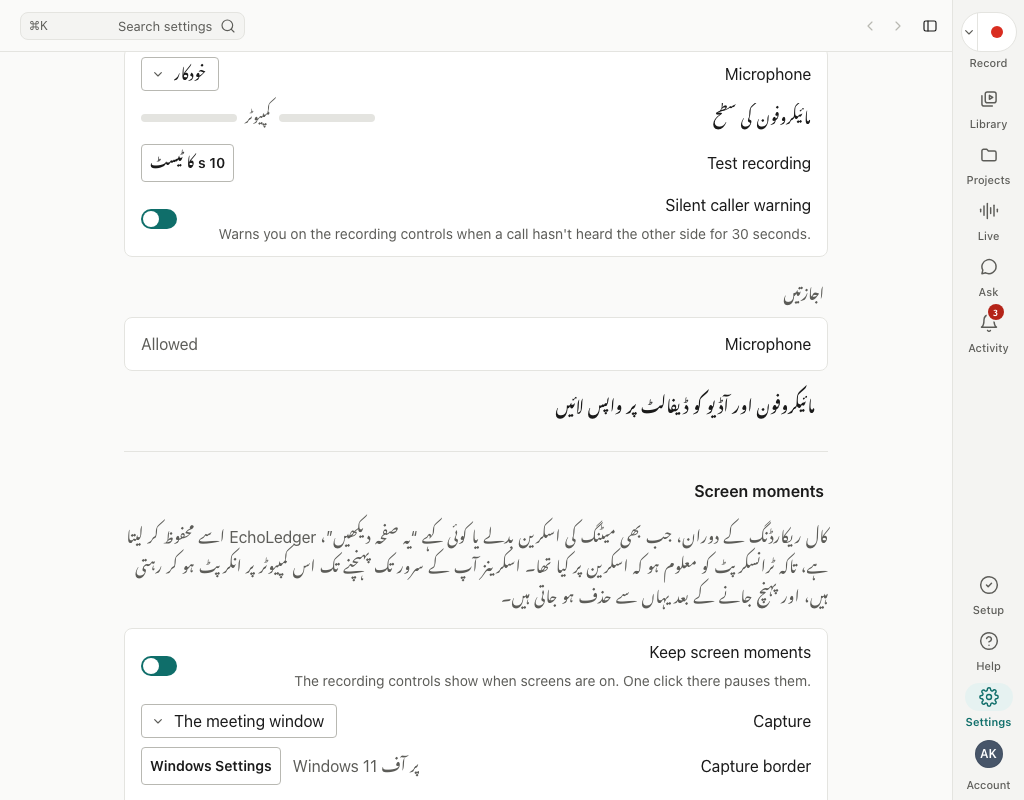 ⌘K Search settings
Record
Library
Projects
Live
Ask
3
Activity
Setup
Help
Settings
AK
Account
Microphone
خودکار
مائیکروفون کی سطح
کمپیوٹر
Test recording
10 s کا ٹیسٹ
Silent caller warning
Warns you on the recording controls when a call hasn't heard the other side for 30 seconds.
اجازتیں
Microphone
Allowed
مائیکروفون اور آڈیو کو ڈیفالٹ پر واپس لائیں
Screen moments
کال ریکارڈنگ کے دوران، جب بھی میٹنگ کی اسکرین بدلے یا کوئی کہے “یہ صفحہ دیکھیں”، EchoLedger اسے محفوظ کر لیتا
ہے، تاکہ ٹرانسکرپٹ کو معلوم ہو کہ اسکرین پر کیا تھا۔ اسکرینز آپ کے سرور تک پہنچنے تک اس کمپیوٹر پر انکرپٹ ہو کر رہتی
ہیں، اور پہنچ جانے کے بعد یہاں سے حذف ہو جاتی ہیں۔
Keep screen moments
The recording controls show when screens are on. One click there pauses them.
Capture
The meeting window
Capture border
Windows 11 پر آف
Windows Settings